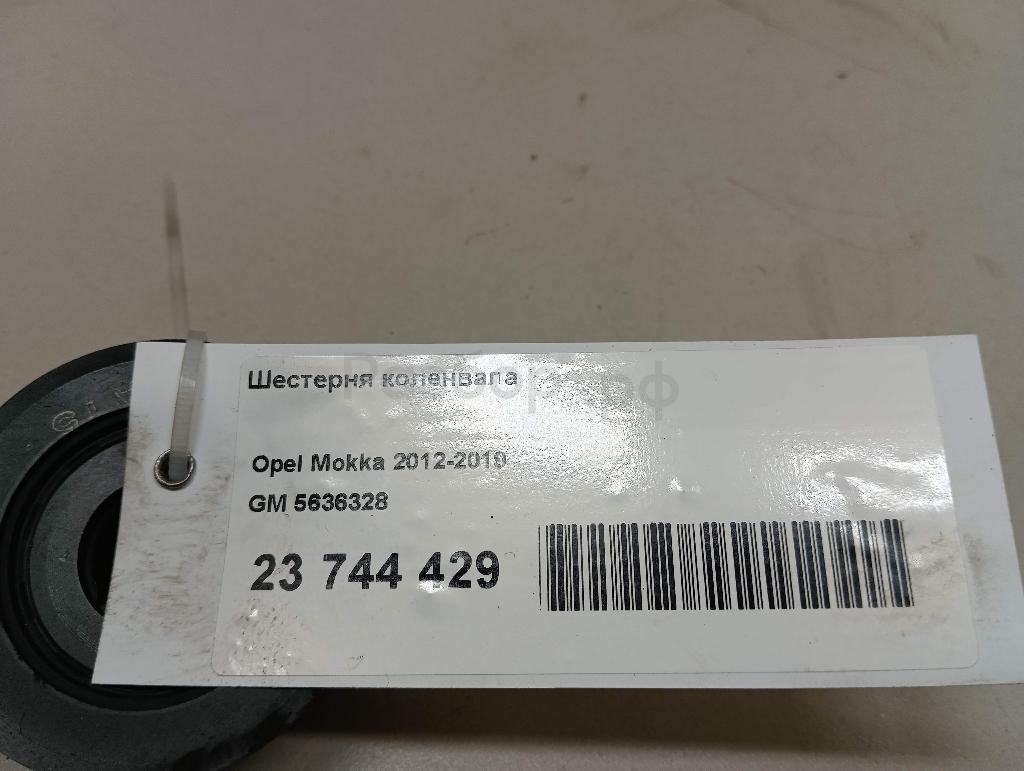 Шестерня коленвала
Opel Mokka 2012-2019
GM 5636328
23 744 429